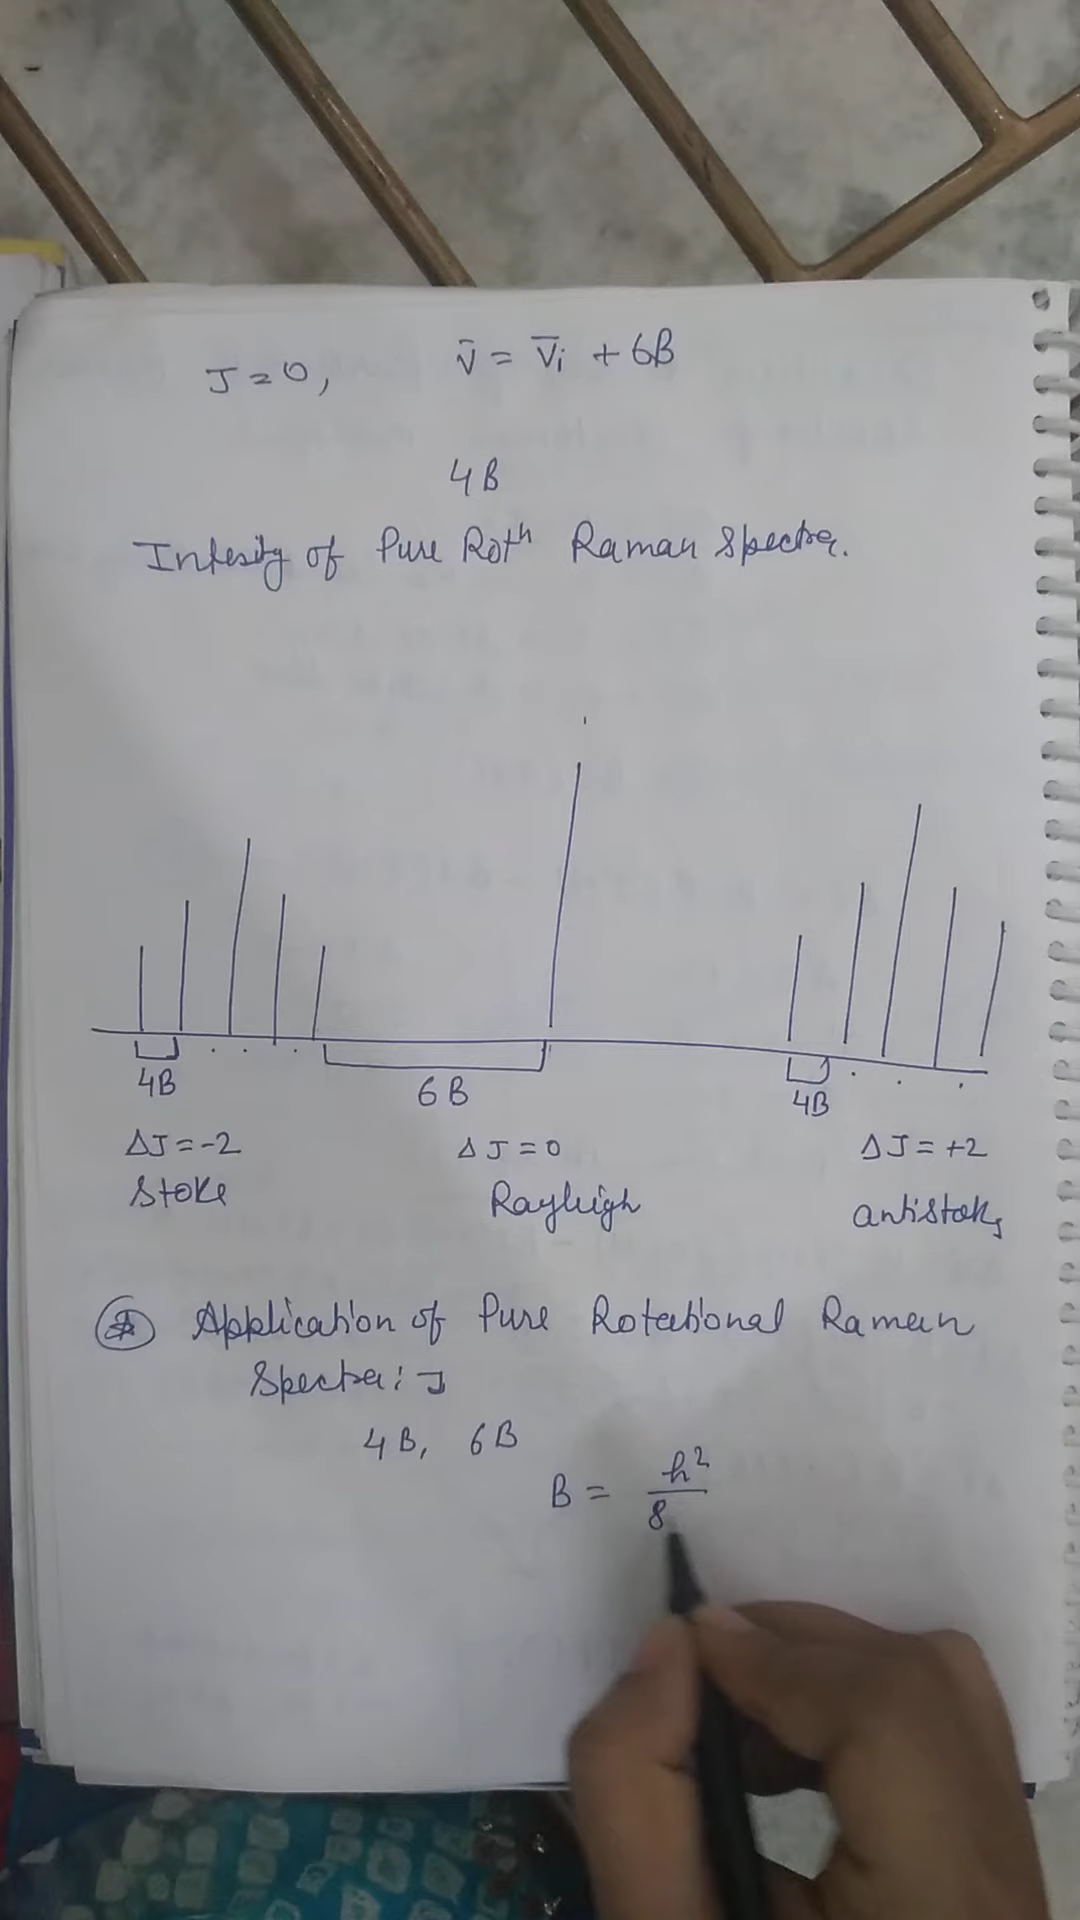 J = 0, ν̄ = ν̄i + 6B
4B
Intesity of Pure Rotn Raman Spectra.
4B 6B 4B
ΔJ = -2 ΔJ = 0 ΔJ = +2
Stoke Rayleigh antistoks
Application of Pure Rotational Raman
Spectra:
4B, 6B
B = h²/8